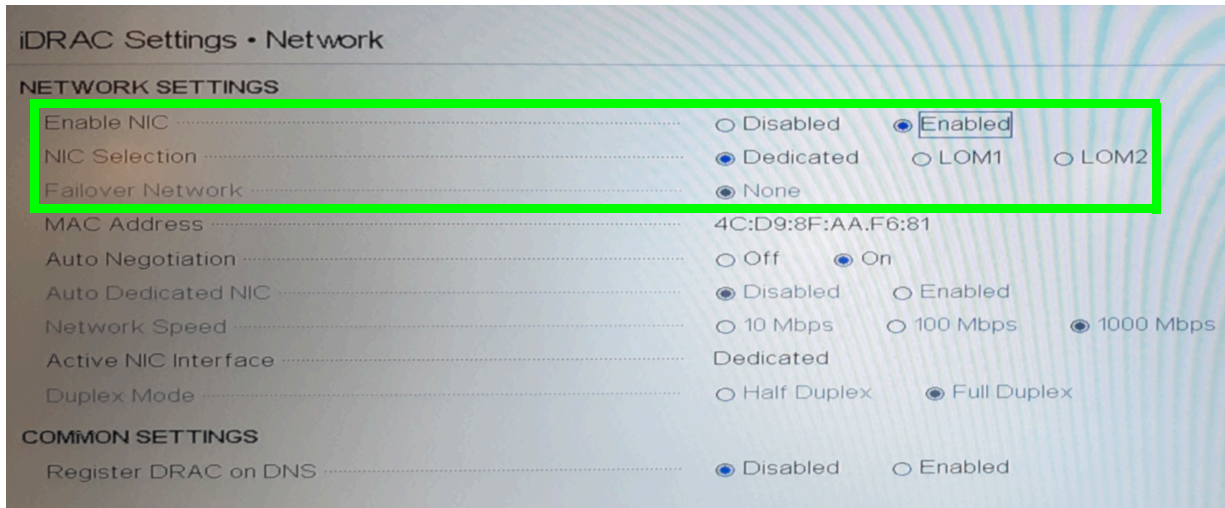 iDRAC Settings • Network
NETWORK SETTINGS
Enable NIC Disabled Enabled
NIC Selection Dedicated LOM1 LOM2
Failover Network None
MAC Address 4C:D9:8F:AA:F6:81
Auto Negotiation Off On
Auto Dedicated NIC Disabled Enabled
Network Speed 10 Mbps 100 Mbps 1000 Mbps
Active NIC Interface Dedicated
Duplex Mode Half Duplex Full Duplex
COMMON SETTINGS
Register DRAC on DNS Disabled Enabled